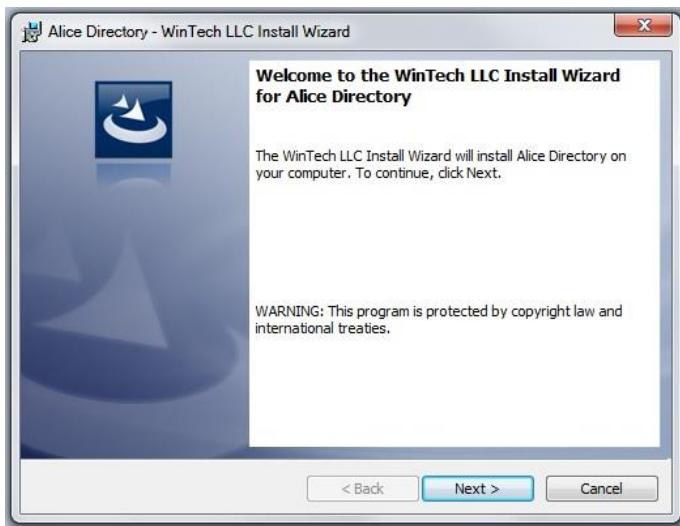 Alice Directory - WinTech LLC Install Wizard
Welcome to the WinTech LLC Install Wizard
for Alice Directory
The WinTech LLC Install Wizard will install Alice Directory on
your computer. To continue, click Next.
WARNING: This program is protected by copyright law and
international treaties.
< Back Next > Cancel